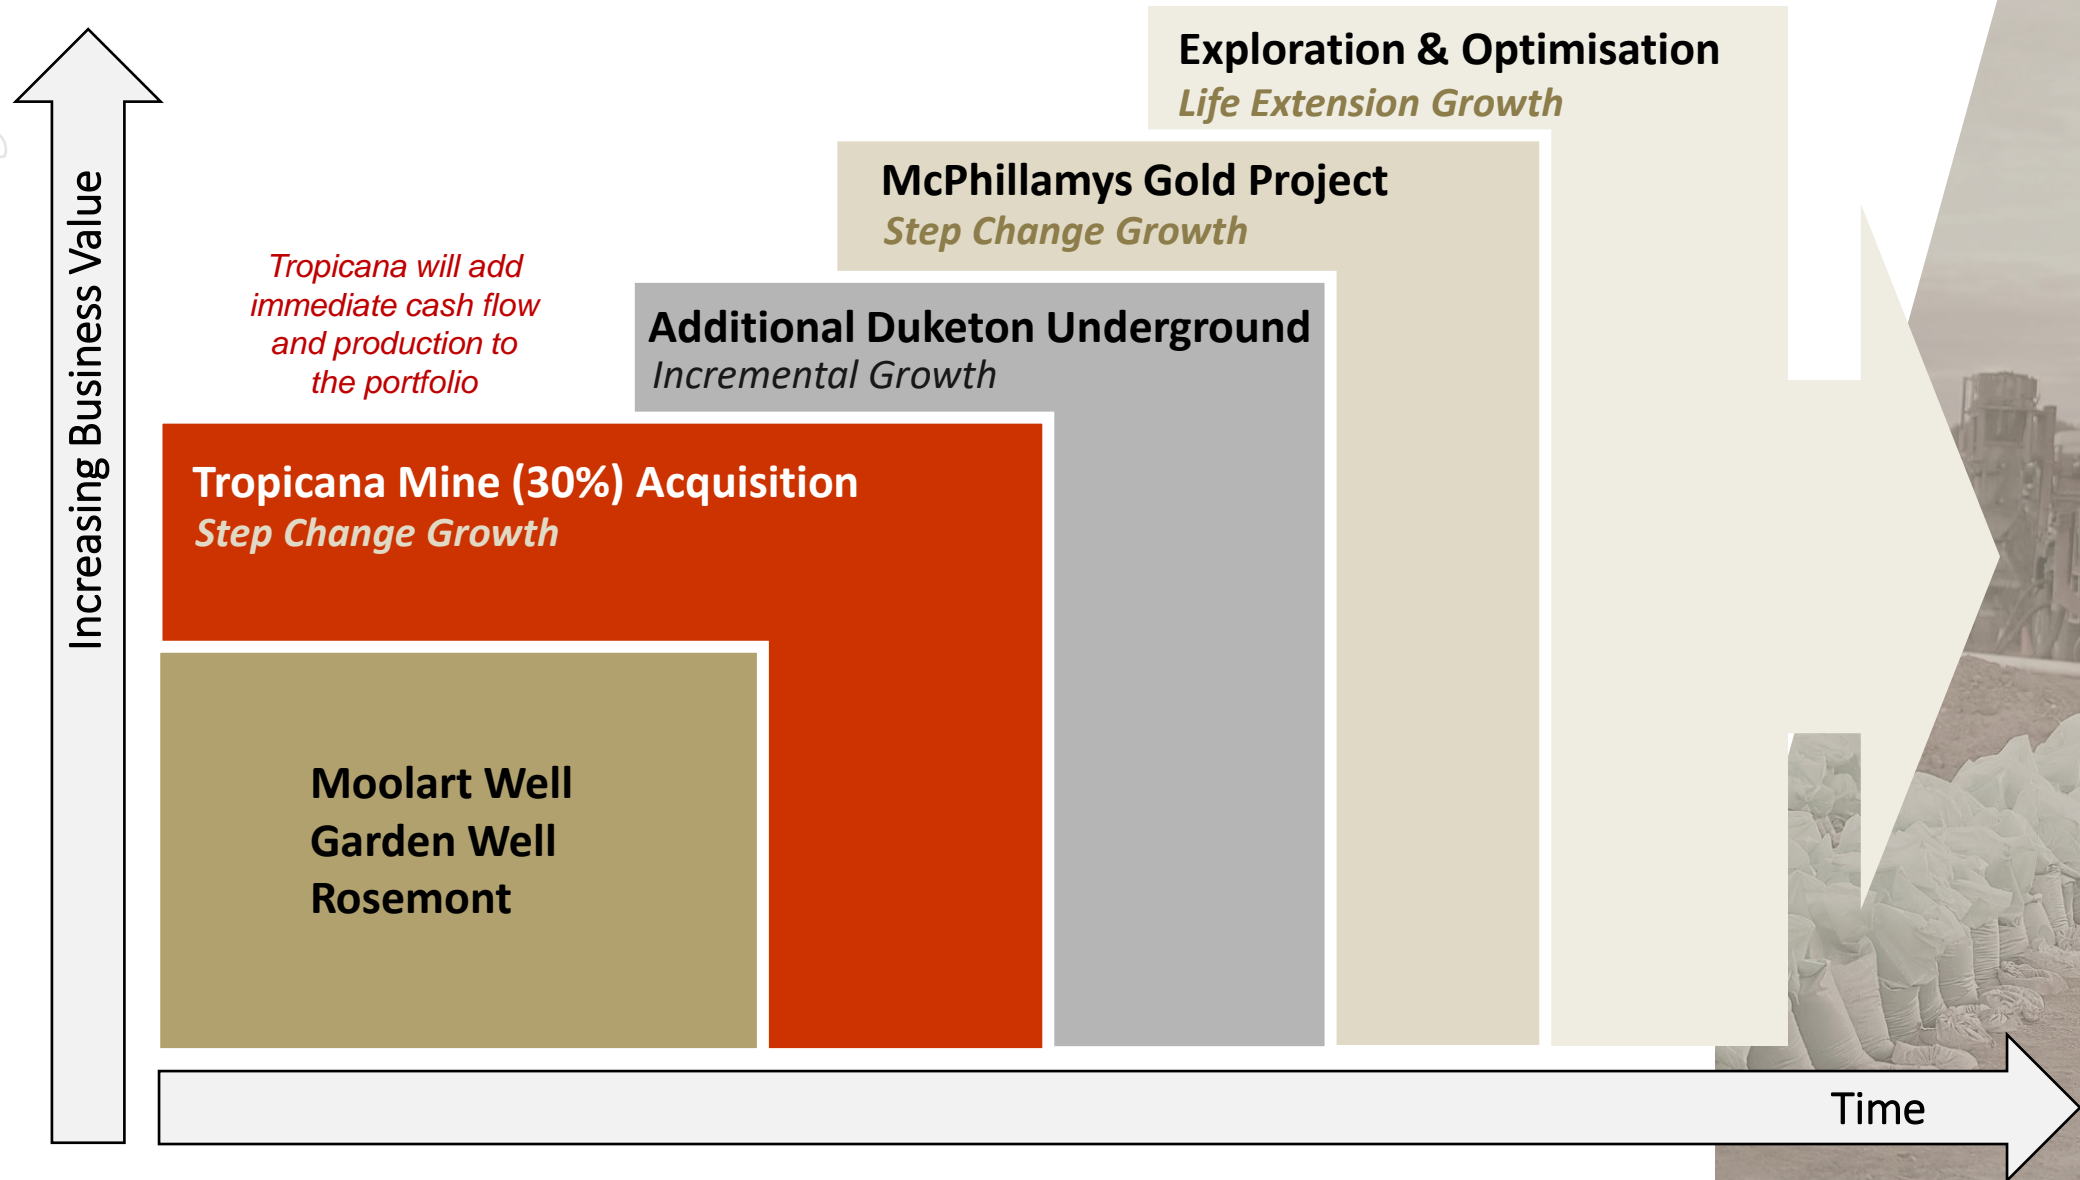 Exploration & Optimisation
Life Extension Growth
McPhillamys Gold Project
Step Change Growth
Tropicana will add
immediate cash flow
and production to
the portfolio
Additional Duketon Underground
Incremental Growth
Tropicana Mine (30%) Acquisition
Step Change Growth
Moolart Well
Garden Well
Rosemont
Increasing Business Value
Time